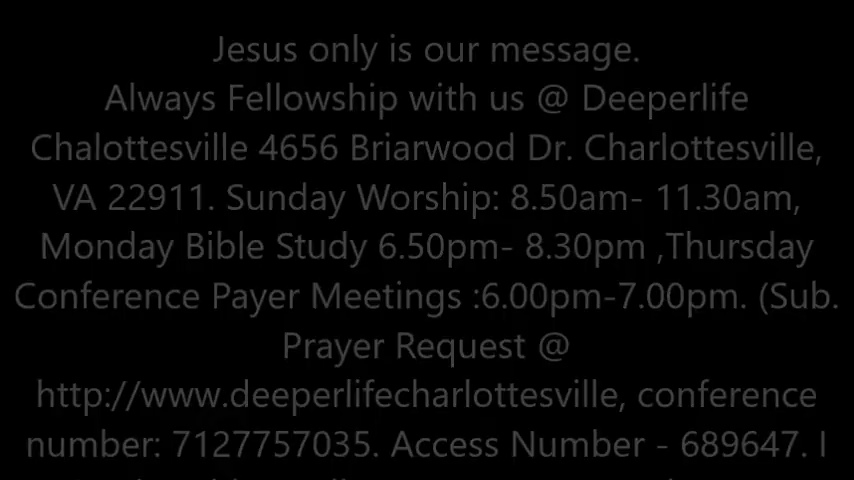 Jesus only is our message.
Always Fellowship with us @ Deeperlife
Chalottesville 4656 Briarwood Dr. Charlottesville,
VA 22911. Sunday Worship: 8.50am- 11.30am,
Monday Bible Study 6.50pm- 8.30pm ,Thursday
Conference Payer Meetings :6.00pm-7.00pm. (Sub.
Prayer Request @
http://www.deeperlifecharlottesville, conference
number: 7127757035. Access Number - 689647. I